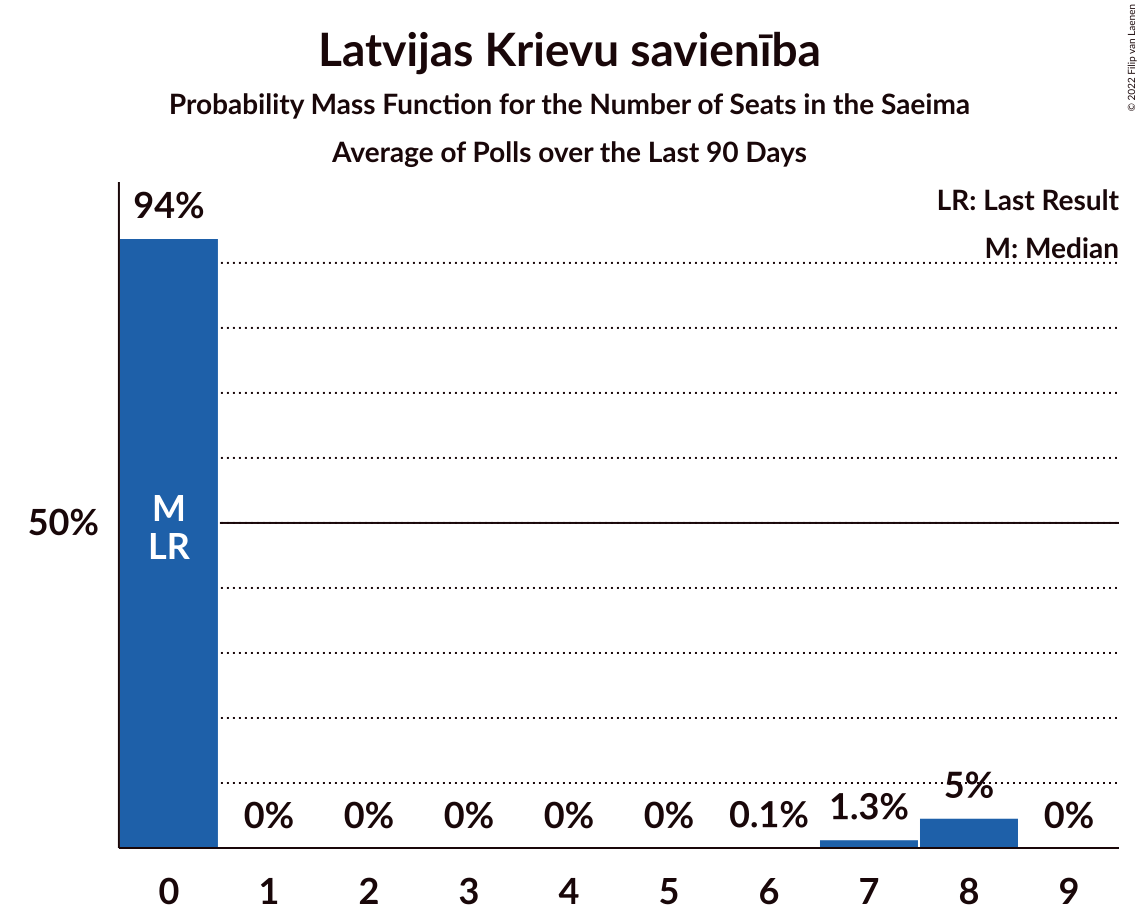 Latvijas Krievu savienība
Probability Mass Function for the Number of Seats in the Saeima
Average of Polls over the Last 90 Days
© 2022 Filip van Laenen
LR: Last Result
M: Median
94%
50%
M
LR
0% 0% 0% 0% 0% 0.1% 1.3% 5% 0%
0 1 2 3 4 5 6 7 8 9